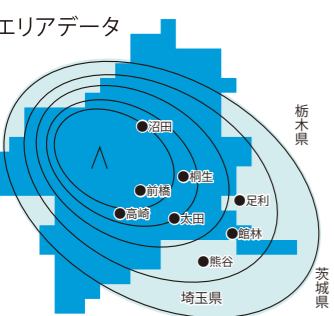 エリアデータ
栃木県
●沼田
●桐生
●前橋
●足利
●高崎
●太田
●館林
●熊谷
茨城県
埼玉県